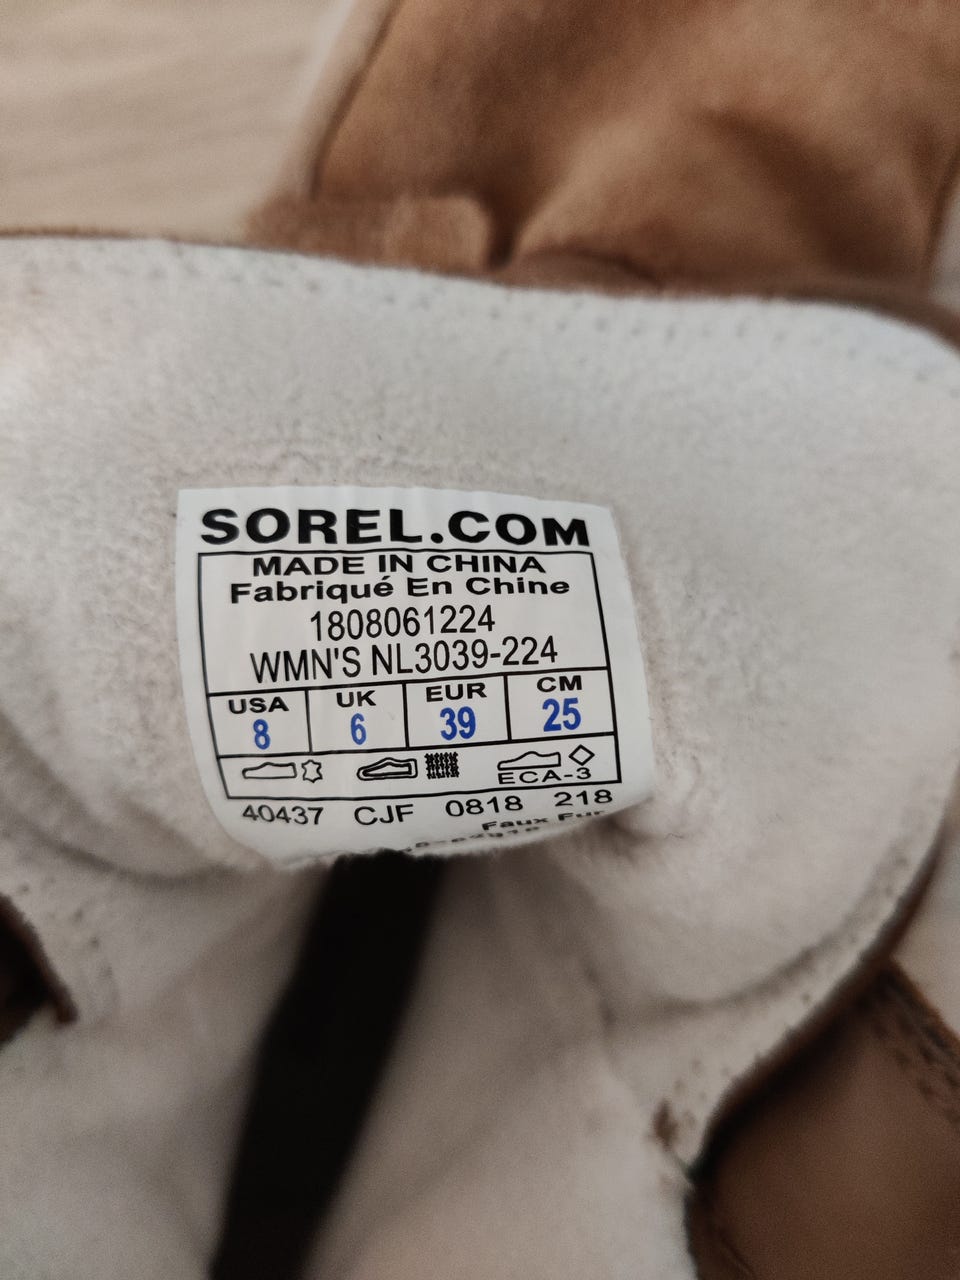 SOREL.COM
MADE IN CHINA
Fabriqué En Chine
1808061224
WMN'S NL3039-224
USA UK EUR CM
8 6 39 25
ECA-3
40437 CJF 0818 218
Faux Fur